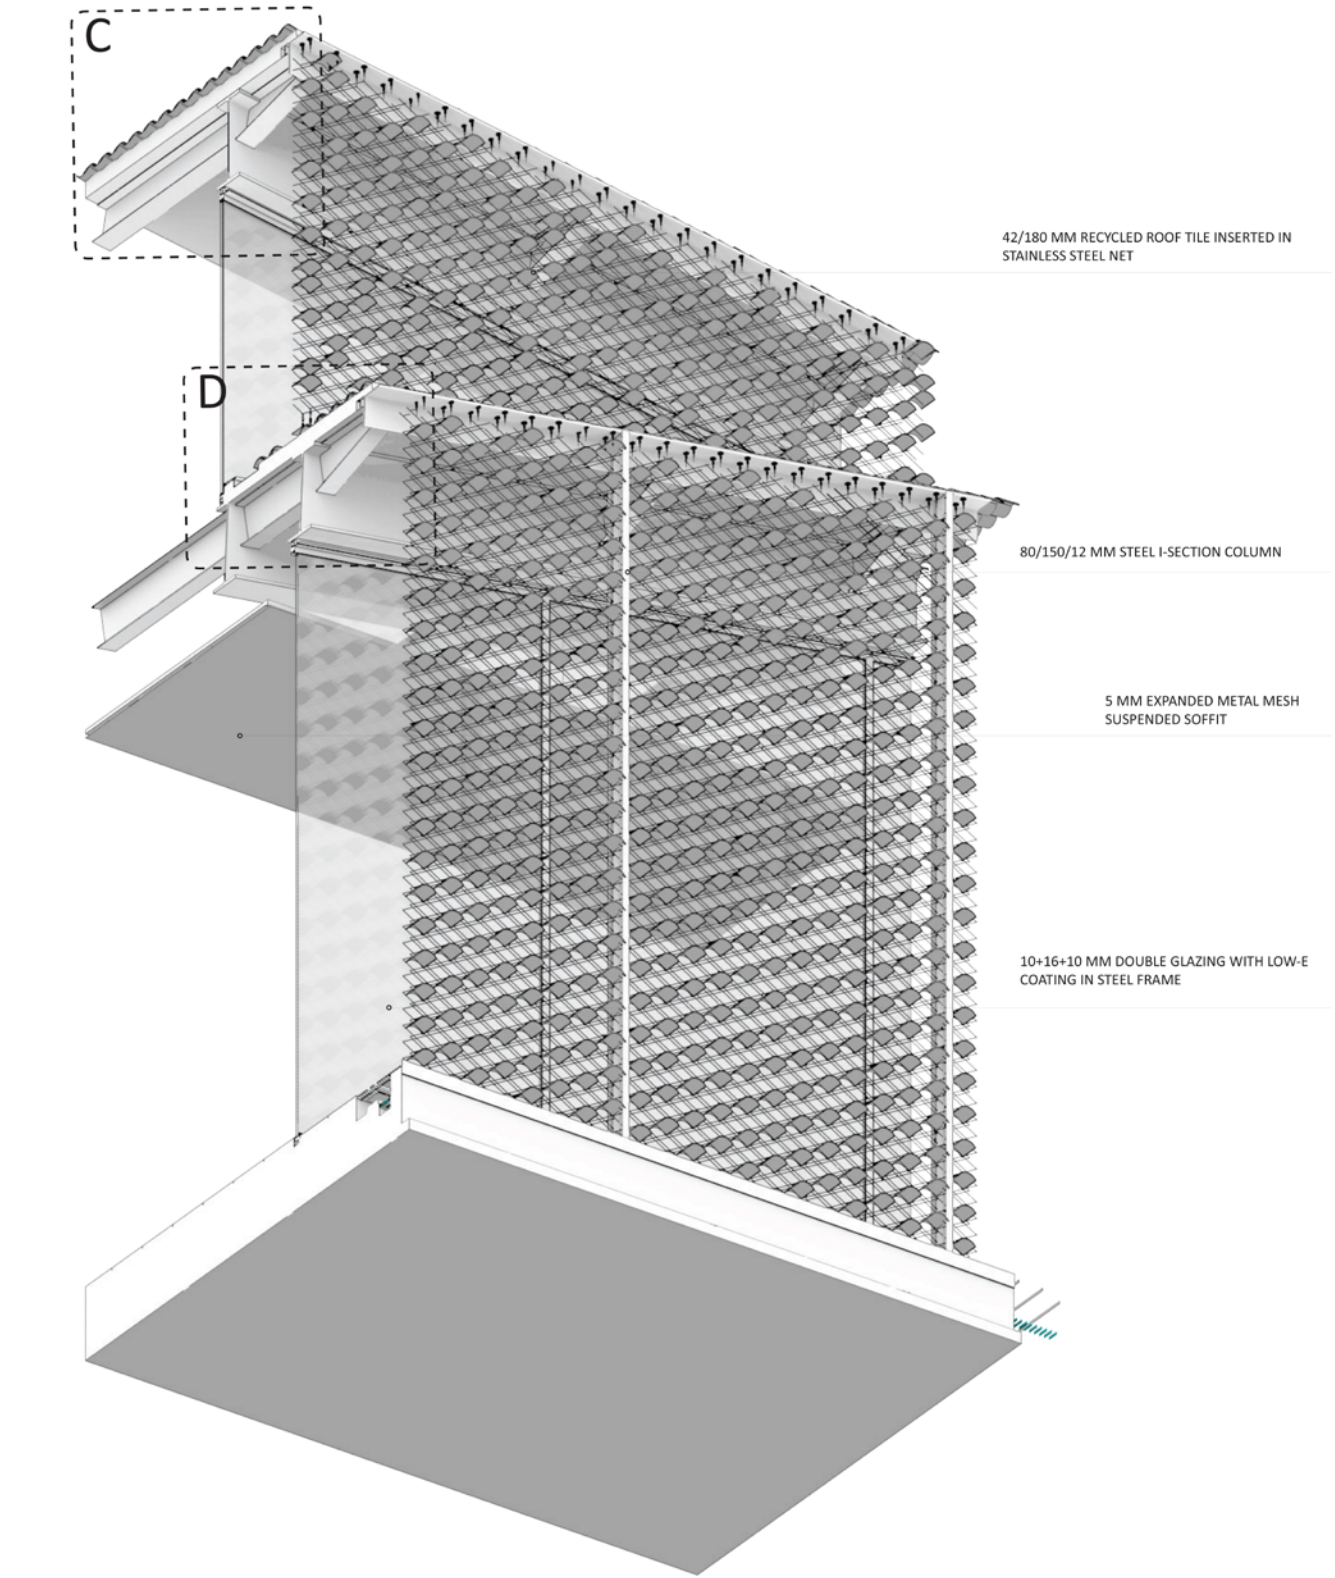 C
42/180 MM RECYCLED ROOF TILE INSERTED IN
STAINLESS STEEL NET
D
80/150/12 MM STEEL I-SECTION COLUMN
5 MM EXPANDED METAL MESH
SUSPENDED SOFFIT
10+16+10 MM DOUBLE GLAZING WITH LOW-E
COATING IN STEEL FRAME